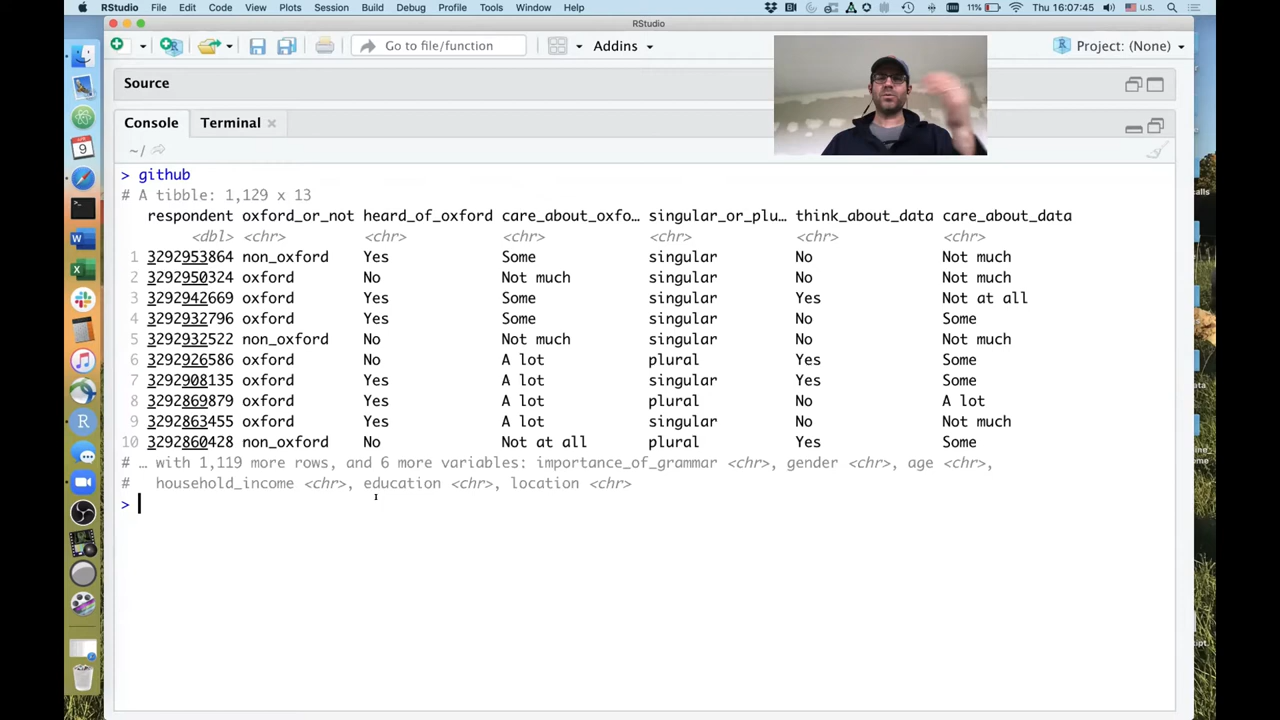 RStudio File Edit Code View Plots Session Build Debug Profile Tools Window Help 11% Thu 16:07:45 U.S.
RStudio
Go to file/function Addins Project: (None)
Source
Console Terminal
~/
> github
# A tibble: 1,129 x 13
respondent oxford_or_not heard_of_oxford care_about_oxfo… singular_or_plu… think_about_data care_about_data
<dbl> <chr> <chr> <chr> <chr> <chr> <chr>
1 3292953864 non_oxford Yes Some singular No Not much
2 3292950324 oxford No Not much singular No Not much
3 3292942669 oxford Yes Some singular Yes Not at all
4 3292932796 oxford Yes Some singular No Some
5 3292932522 non_oxford No Not much singular No Not much
6 3292926586 oxford No A lot plural Yes Some
7 3292908135 oxford Yes A lot singular Yes Some
8 3292869879 oxford Yes A lot plural No A lot
9 3292863455 oxford Yes A lot singular No Not much
10 3292860428 non_oxford No Not at all plural Yes Some
# … with 1,119 more rows, and 6 more variables: importance_of_grammar <chr>, gender <chr>, age <chr>,
# household_income <chr>, education <chr>, location <chr>
>